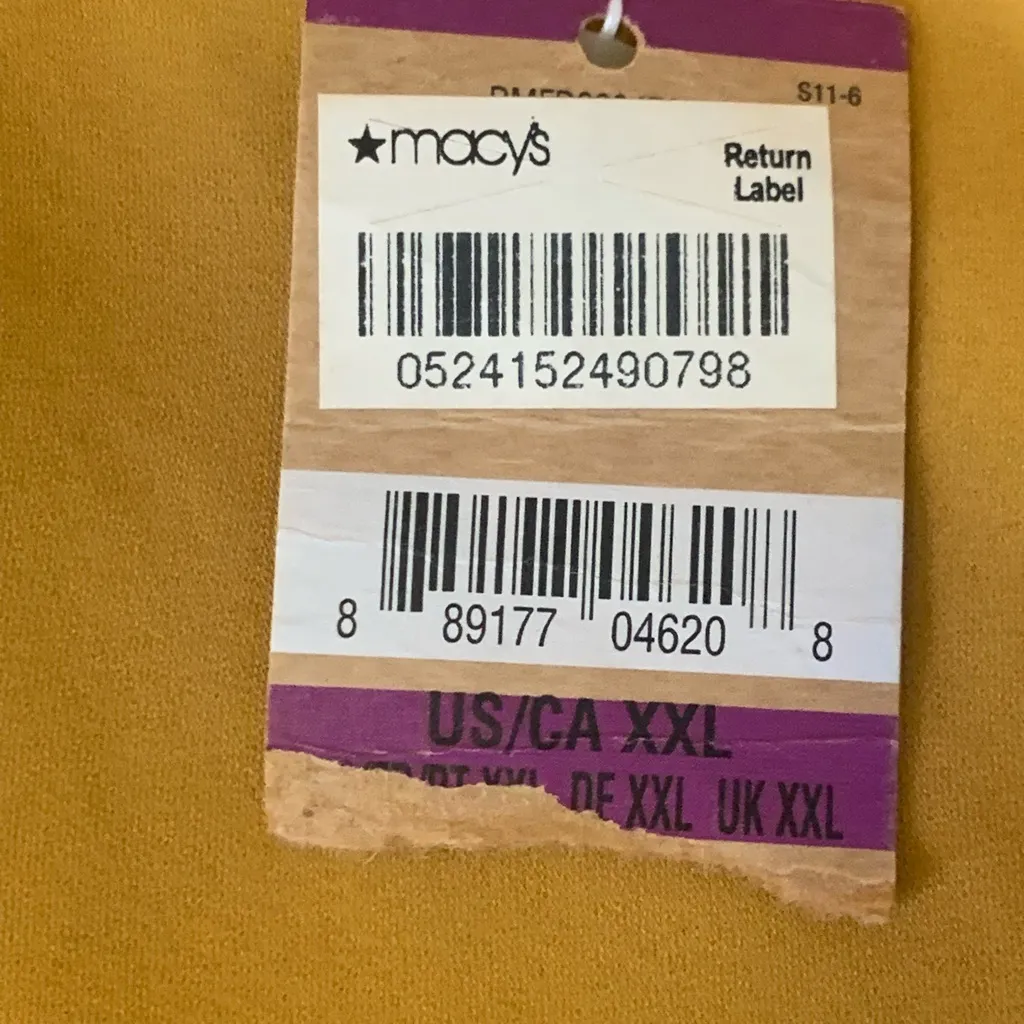 S11-6
macy's
Return
Label
0524152490798
8 89177 04620 8
US/CA XXL
DE XXL UK XXL